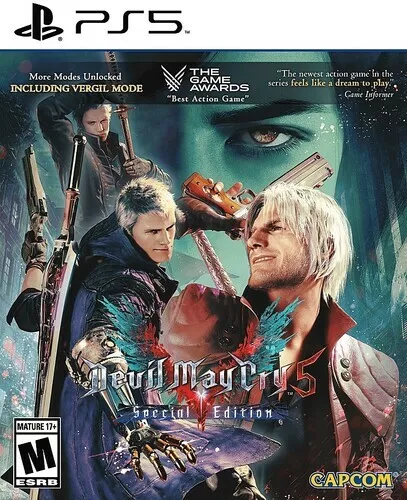 PS5
More Modes Unlocked
INCLUDING VERGIL MODE
THE
GAME
AWARDS
"Best Action Game"
"The newest action game in the
series feels like a dream to play."
- Game Informer
Devil May Cry 5
Special Edition
MATURE 17+
M
ESRB
CAPCOM